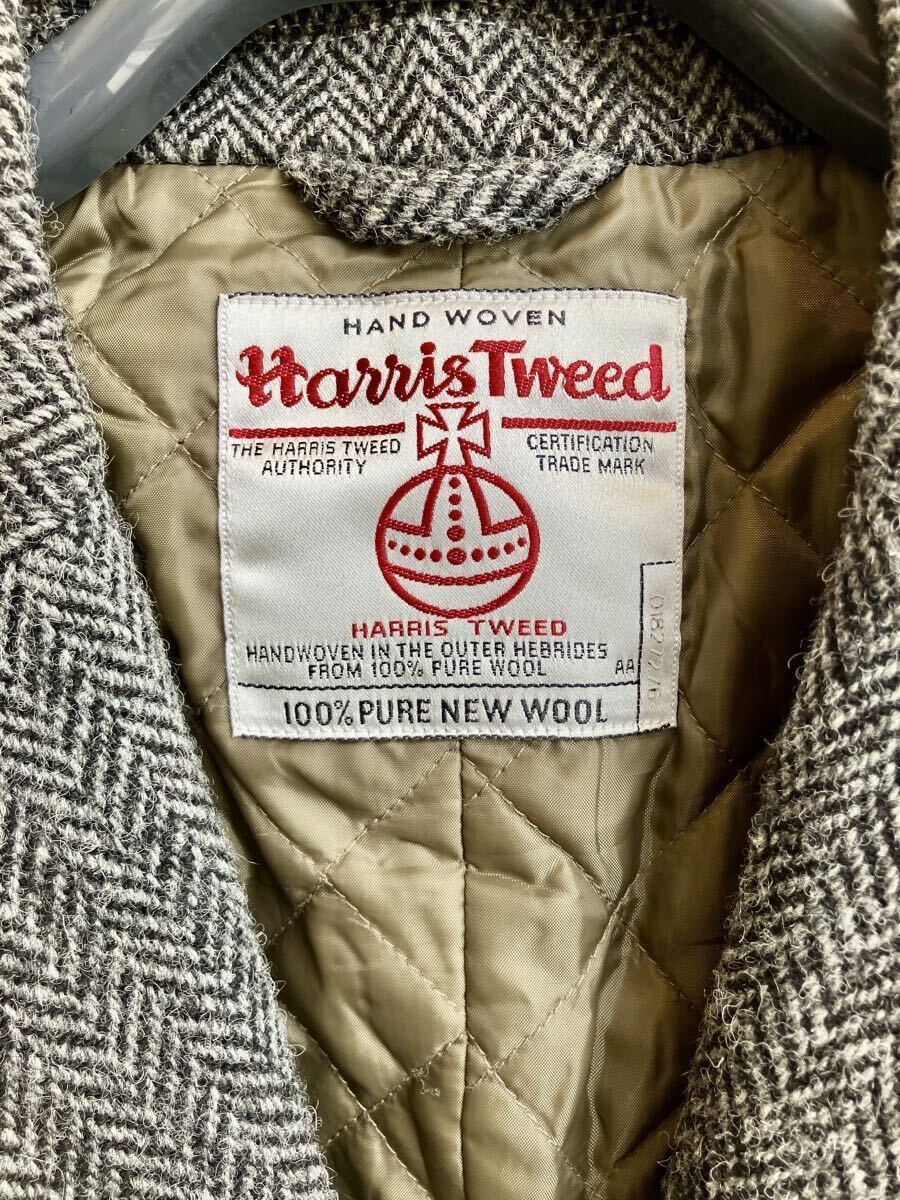 HAND WOVEN
Harris Tweed
THE HARRIS TWEED
AUTHORITY
CERTIFICATION
TRADE MARK
HARRIS TWEED
HANDWOVEN IN THE OUTER HEBRIDES
FROM 100% PURE WOOL
AA
100% PURE NEW WOOL